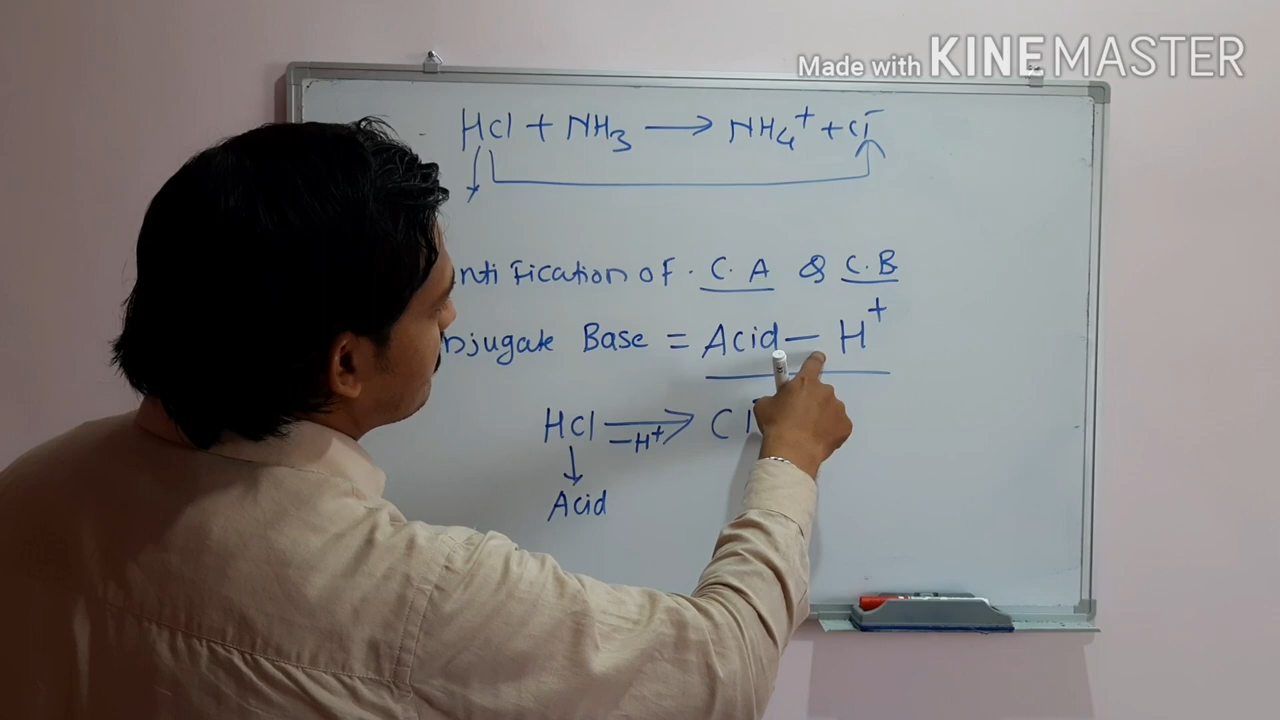 Made with KINEMASTER
HCl + NH₃ → NH₄⁺ + Cl⁻
ntification of C.A & C.B
njugate Base = Acid — H⁺
HCl → Cl⁻
-H⁺
↓
Acid